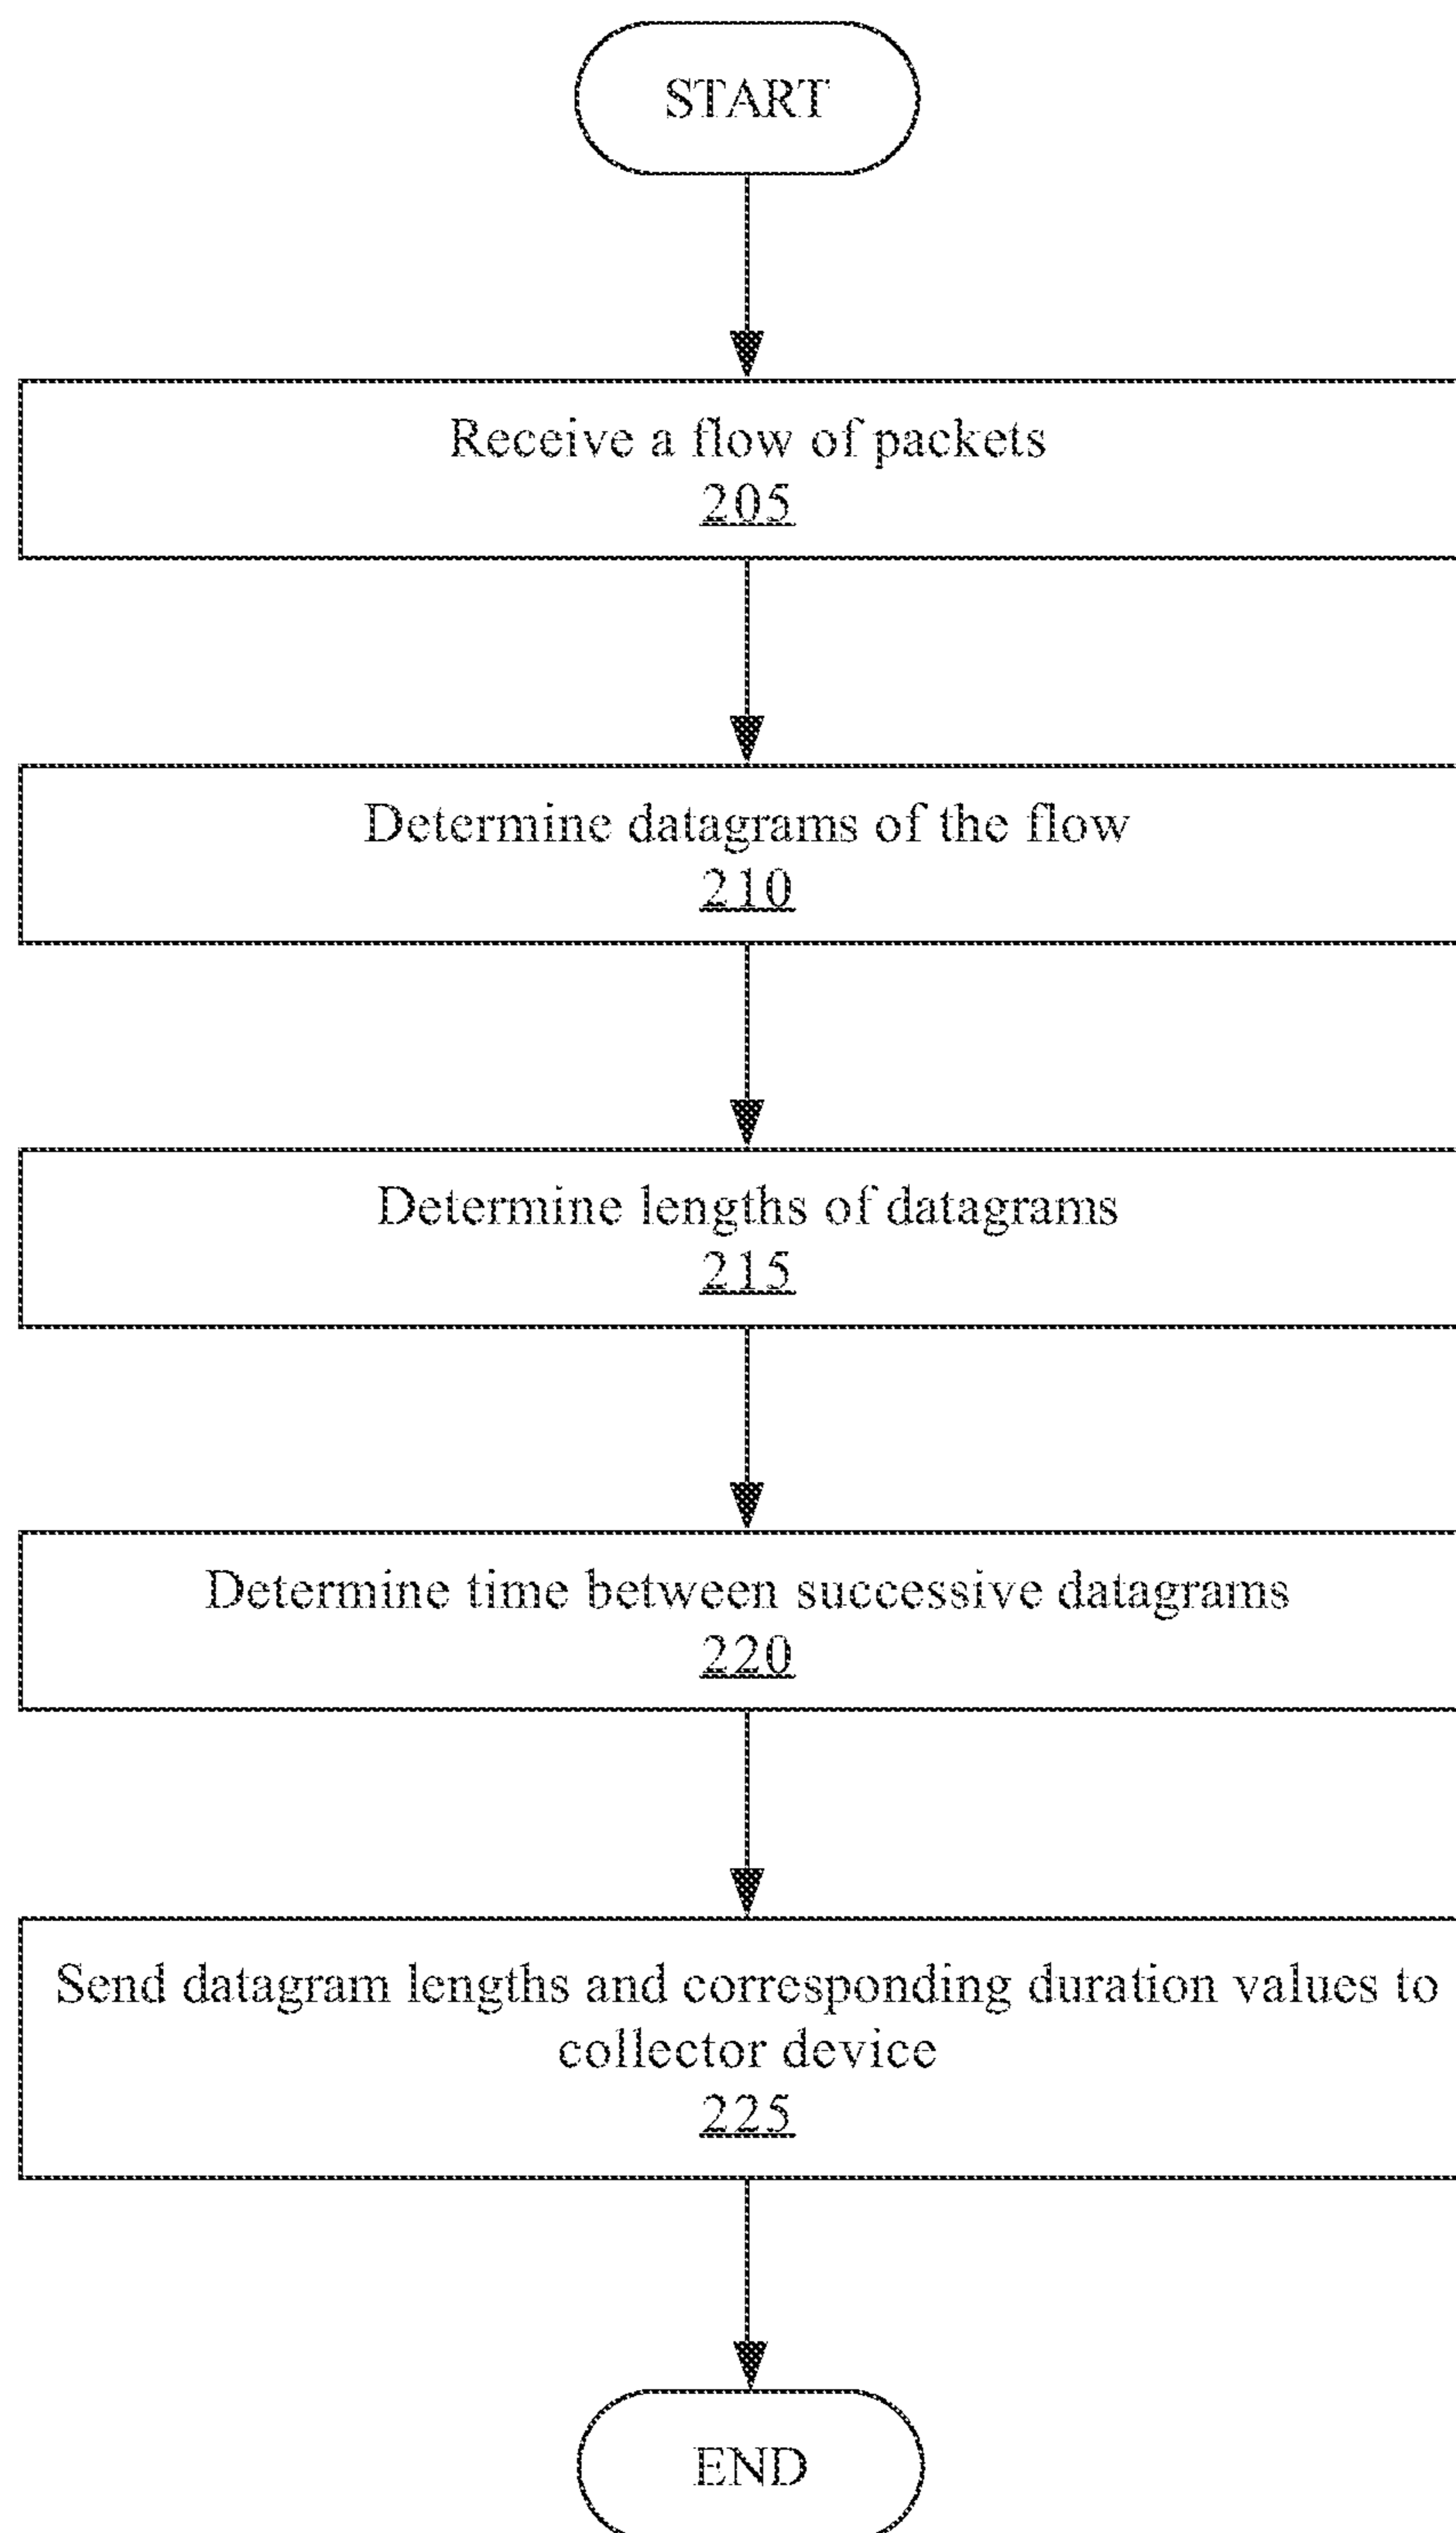 START
Receive a flow of packets
205
Determine datagrams of the flow
210
Determine lengths of datagrams
215
Determine time between successive datagrams
220
Send datagram lengths and corresponding duration values to
collector device
225
END